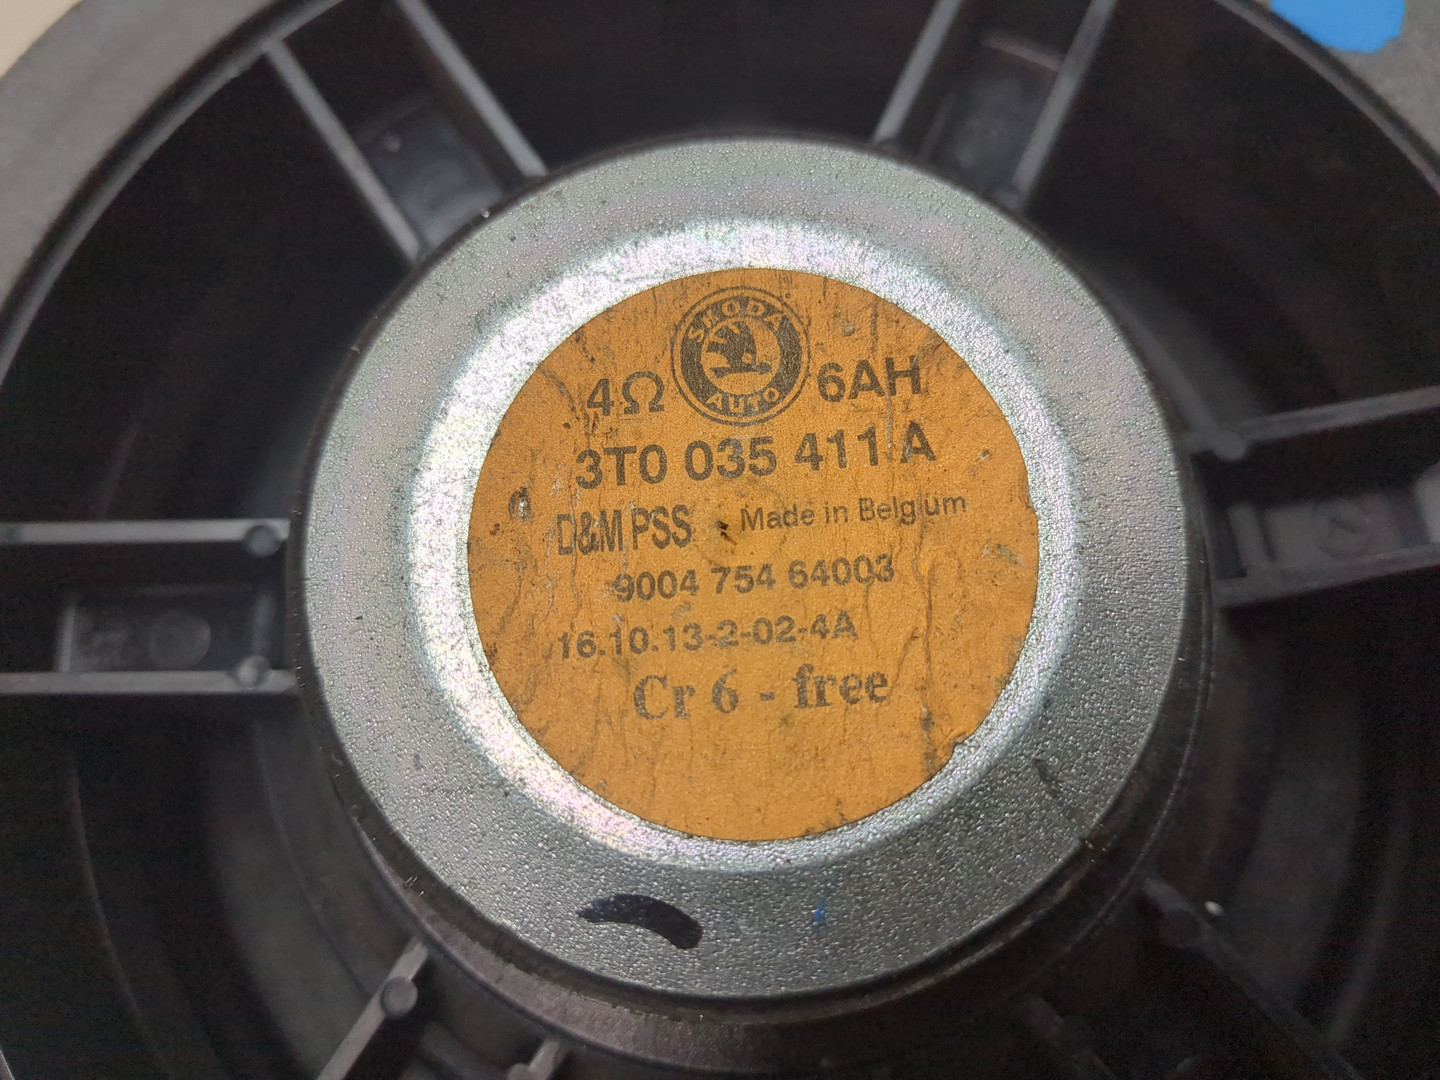 SKODA
AUTO
4Ω 6AH
3T0 035 411 A
D&M PSS Made in Belgium
9004 754 64003
16.10.13-2-02-4A
Cr 6 - free